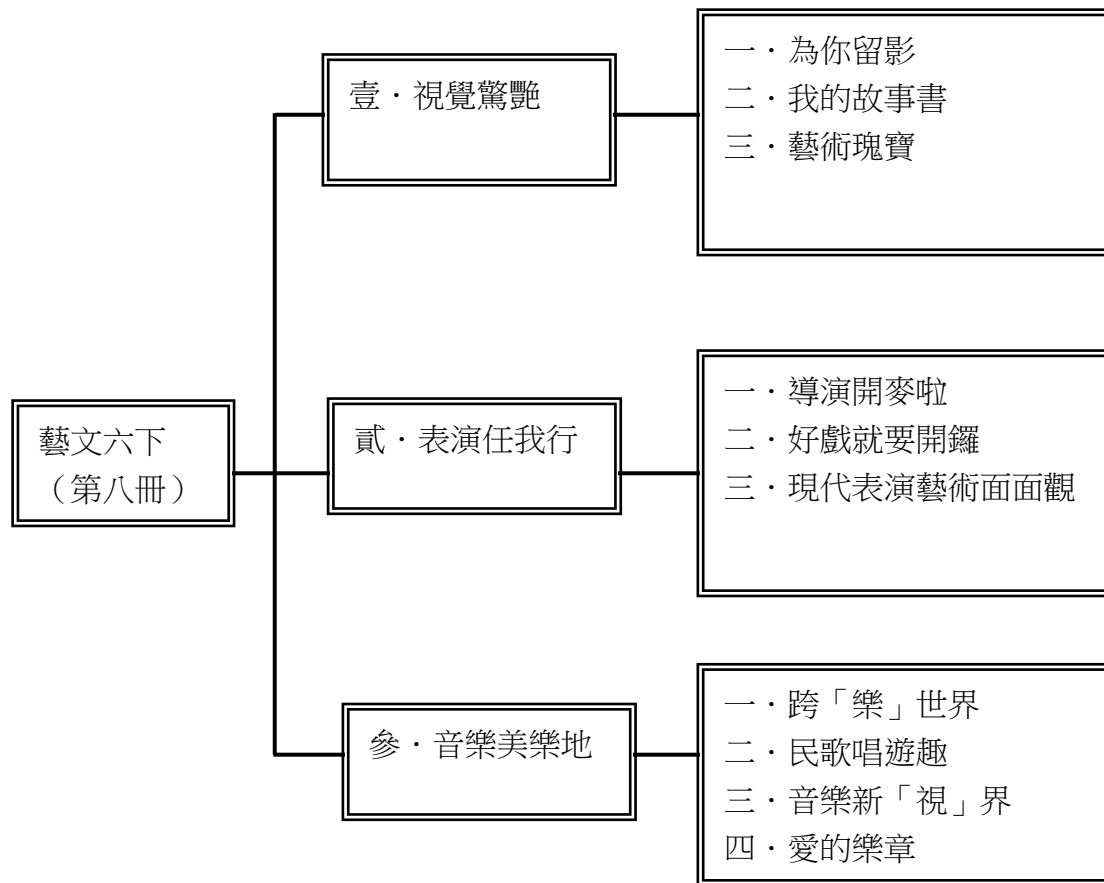 藝文六下
（第八冊）
壹．視覺驚艷
一．為你留影
二．我的故事書
三．藝術瑰寶
貳．表演任我行
一．導演開麥啦
二．好戲就要開鑼
三．現代表演藝術面面觀
參．音樂美樂地
一．跨「樂」世界
二．民歌唱遊趣
三．音樂新「視」界
四．愛的樂章